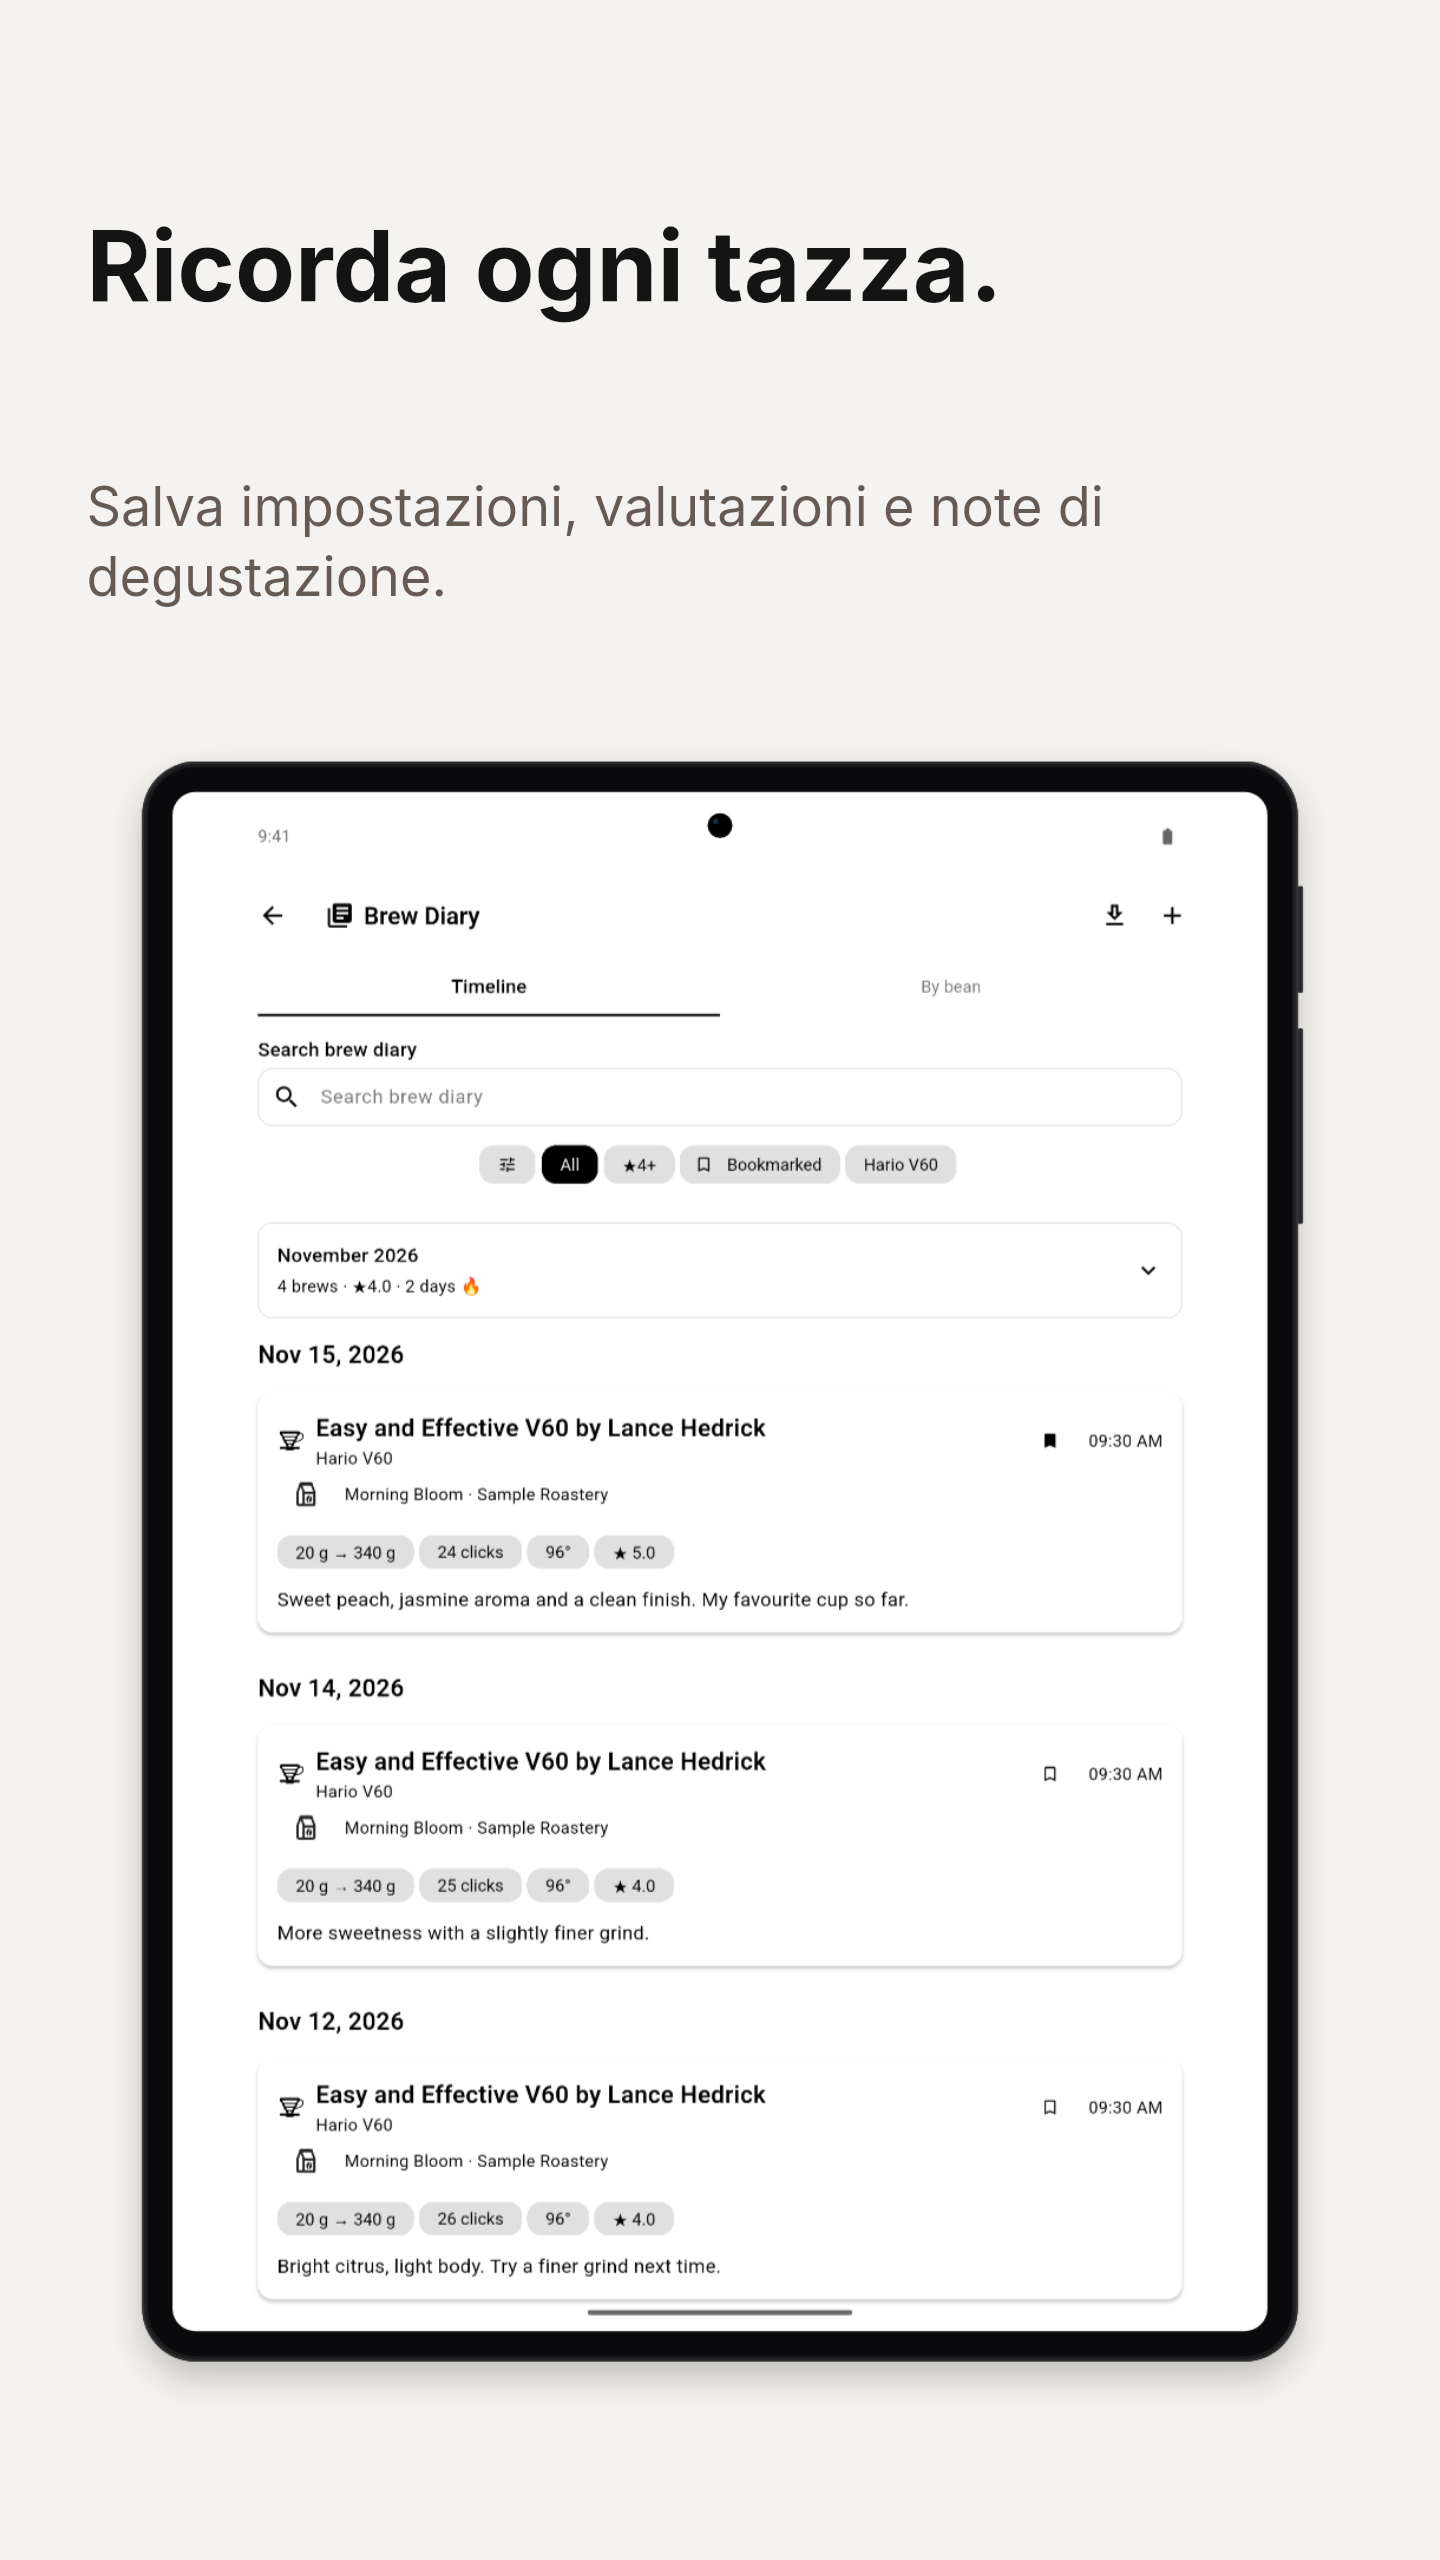 Ricorda ogni tazza.
Salva impostazioni, valutazioni e note di
degustazione.
9:41
Brew Diary
Timeline
By bean
Search brew diary
Search brew diary
All
★4+
Bookmarked
Hario V60
November 2026
4 brews · ★4.0 · 2 days 🔥
Nov 15, 2026
Easy and Effective V60 by Lance Hedrick
09:30 AM
Hario V60
Morning Bloom · Sample Roastery
20 g → 340 g
24 clicks
96°
★ 5.0
Sweet peach, jasmine aroma and a clean finish. My favourite cup so far.
Nov 14, 2026
Easy and Effective V60 by Lance Hedrick
09:30 AM
Hario V60
Morning Bloom · Sample Roastery
20 g → 340 g
25 clicks
96°
★ 4.0
More sweetness with a slightly finer grind.
Nov 12, 2026
Easy and Effective V60 by Lance Hedrick
09:30 AM
Hario V60
Morning Bloom · Sample Roastery
20 g → 340 g
26 clicks
96°
★ 4.0
Bright citrus, light body. Try a finer grind next time.